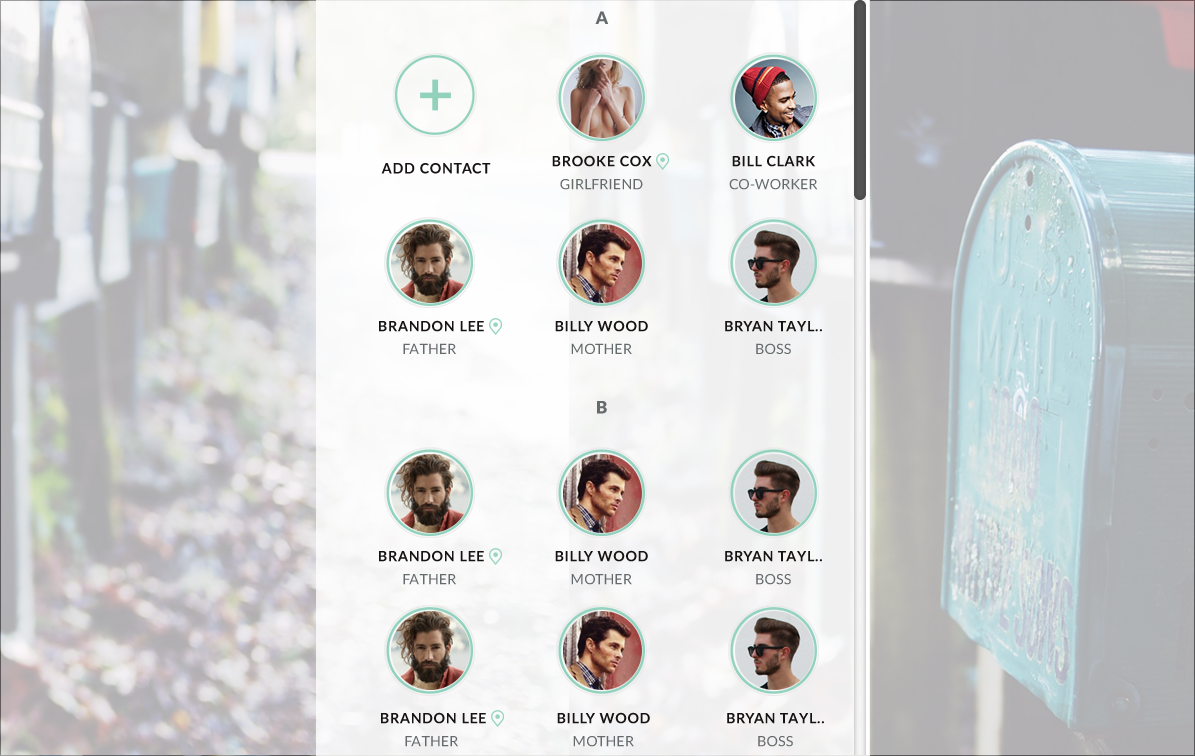 A
ADD CONTACT
BROOKE COX
GIRLFRIEND
BILL CLARK
CO-WORKER
BRANDON LEE
FATHER
BILLY WOOD
MOTHER
BRYAN TAYL..
BOSS
B
BRANDON LEE
FATHER
BILLY WOOD
MOTHER
BRYAN TAYL..
BOSS
BRANDON LEE
FATHER
BILLY WOOD
MOTHER
BRYAN TAYL..
BOSS
U.S.
MAIL